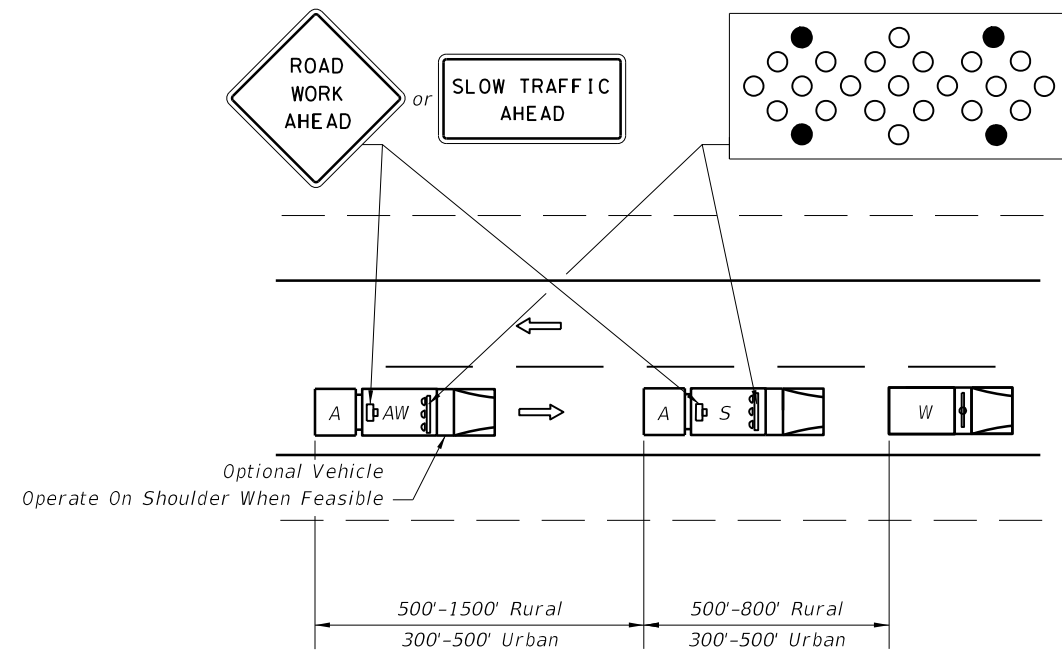 ROAD
WORK
AHEAD
or
SLOW TRAFFIC
AHEAD
A
AW
A
S
W
Optional Vehicle
Operate On Shoulder When Feasible
500'-1500' Rural
300'-500' Urban
500'-800' Rural
300'-500' Urban